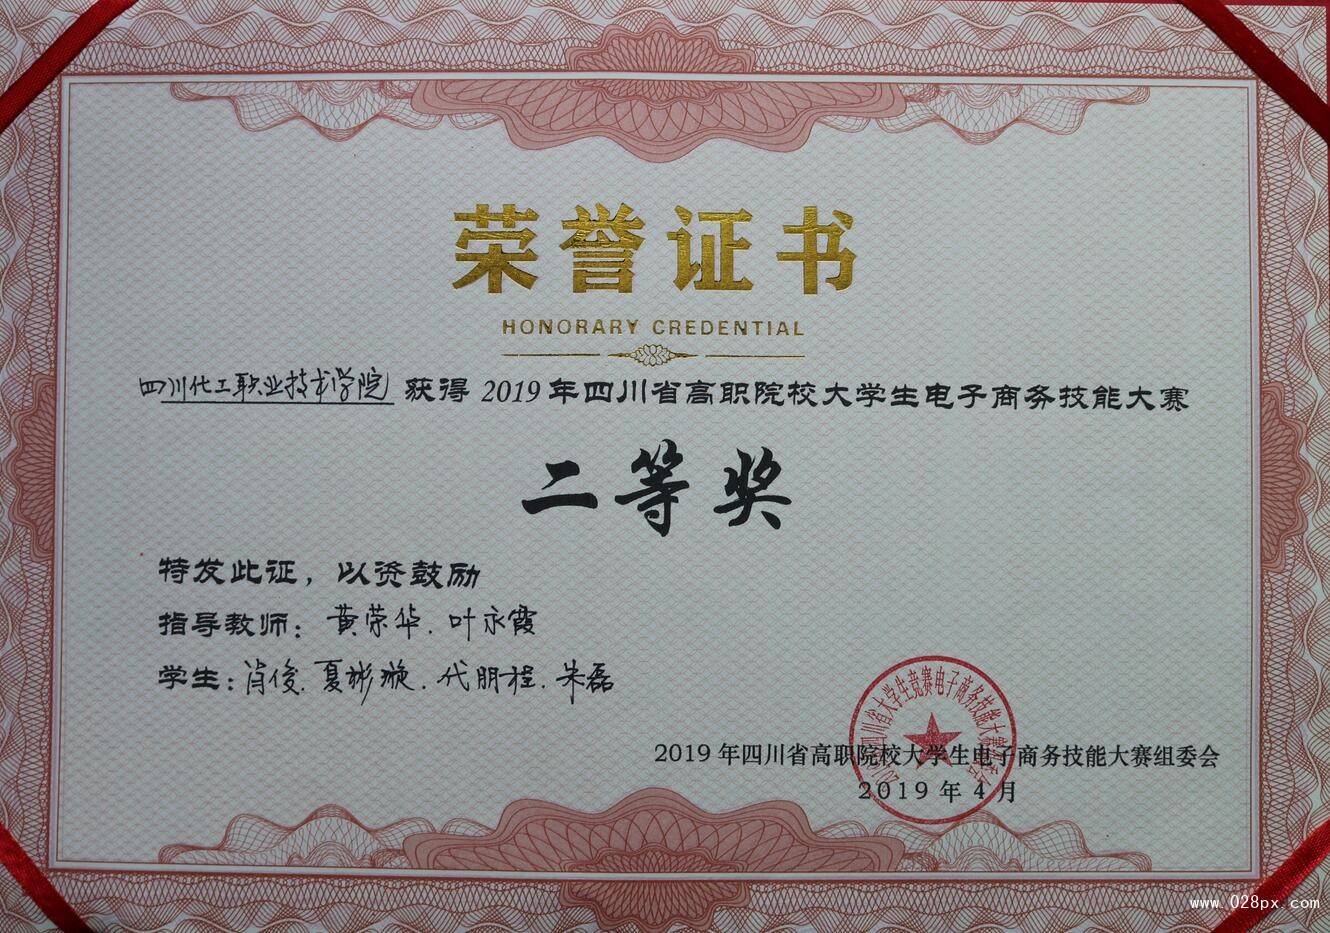 荣誉证书
HONORARY CREDENTIAL
四川化工职业技术学院 获得 2019 年四川省高职院校大学生电子商务技能大赛
二等奖
特发此证，以资鼓励
指导教师：黄荣华．叶永霞
学生：肖俊．夏彬璇．代朋程．朱磊
2019 年四川省高职院校大学生电子商务技能大赛组委会
2019 年 4 月
www.028px.com